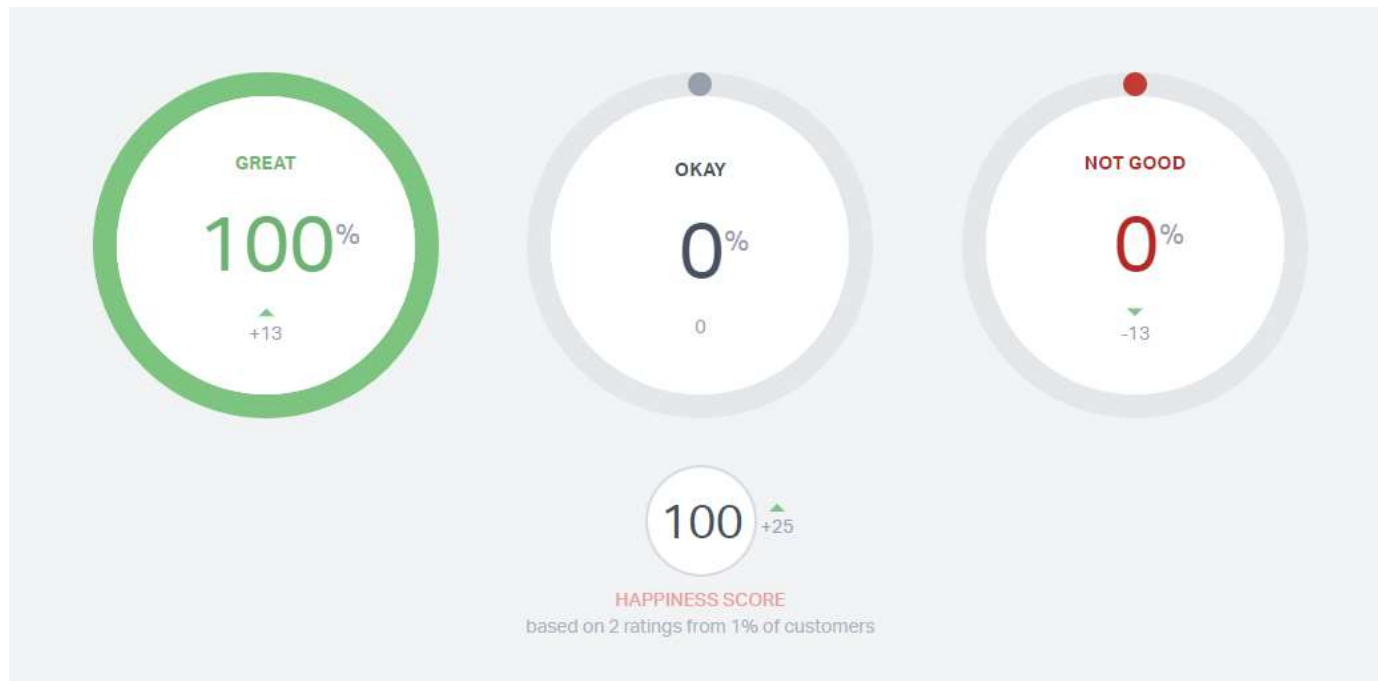 GREAT
100%
+13
OKAY
0%
0
NOT GOOD
0%
-13
100
+25
HAPPINESS SCORE
based on 2 ratings from 1% of customers